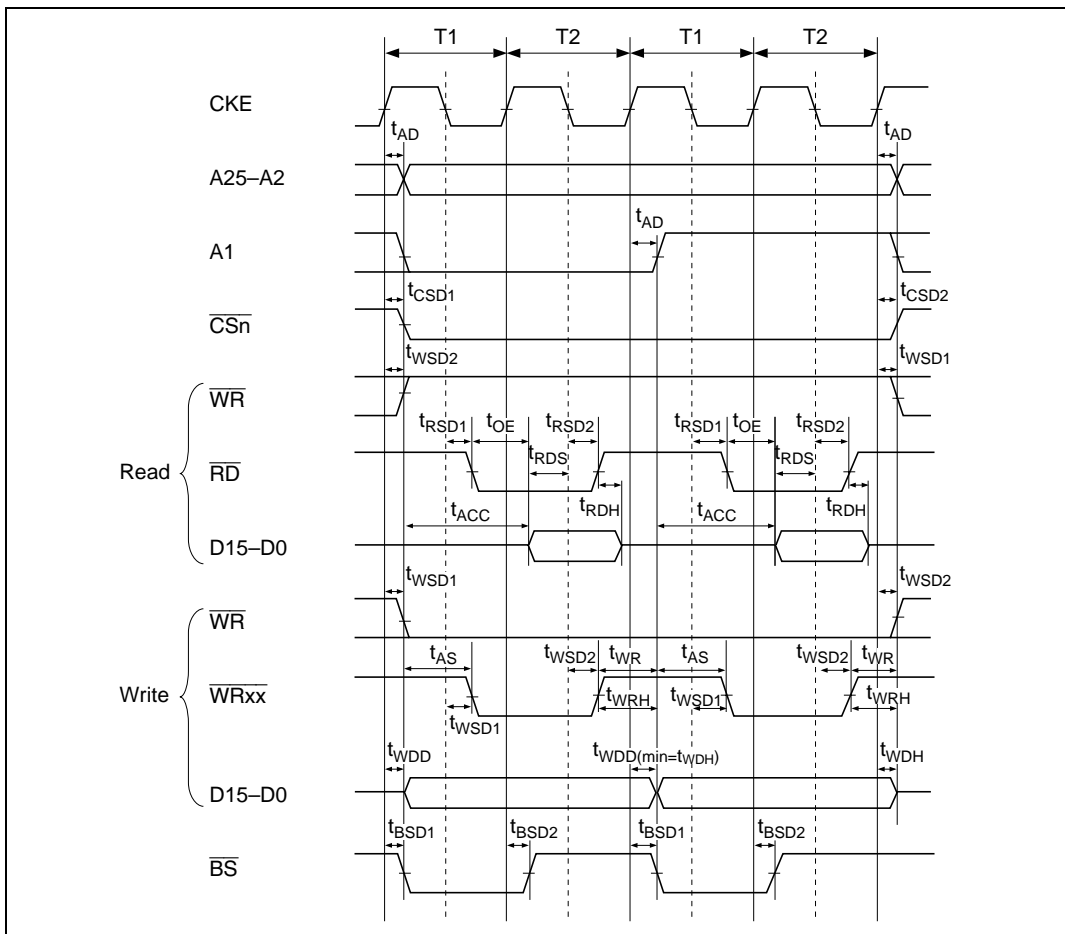 T1 T2 T1 T2
CKE
tAD tAD
A25–A2
tAD
A1
tCSD1 tCSD2
CSn
tWSD2 tWSD1
WR
tRSD1 tOE tRSD2 tRSD1 tOE tRSD2
tRDS tRDS
Read
RD
tRDH tRDH
tACC tACC
D15–D0
tWSD1 tWSD2
WR
tAS tWSD2 tWR tAS tWSD2 tWR
WRxx
Write
tWRH tWSD1 tWRH
tWSD1
tWDD tWDD(min=tWDH) tWDH
D15–D0
tBSD1 tBSD2 tBSD1 tBSD2
BS